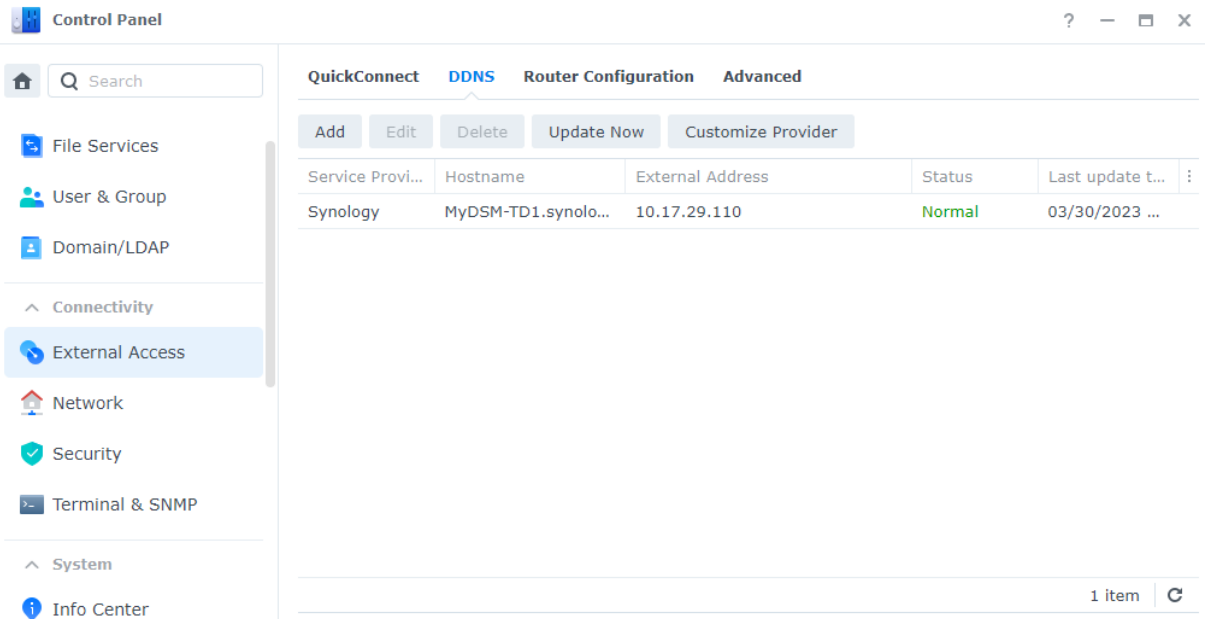 Control Panel
?
Search
QuickConnect DDNS Router Configuration Advanced
Add Edit Delete Update Now Customize Provider
Service Provi... Hostname External Address Status Last update t...
Synology MyDSM-TD1.synolo... 10.17.29.110 Normal 03/30/2023 ...
File Services
User & Group
Domain/LDAP
Connectivity
External Access
Network
Security
Terminal & SNMP
System
Info Center
1 item